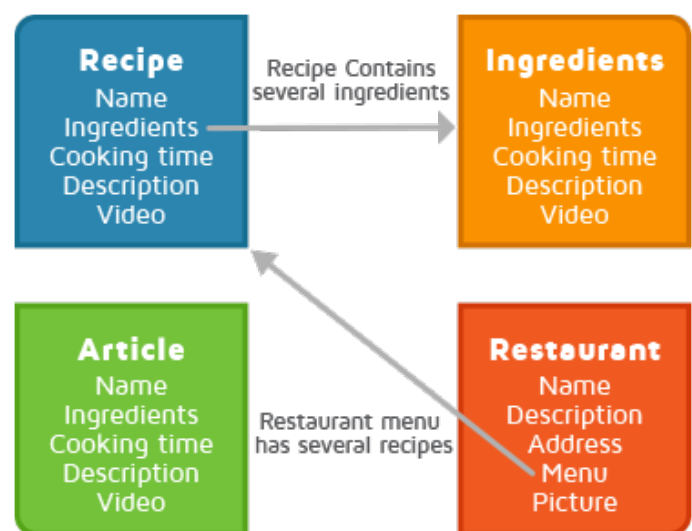 Recipe
Name
Ingredients
Cooking time
Description
Video
Recipe Contains
several ingredients
Ingredients
Name
Ingredients
Cooking time
Description
Video
Article
Name
Ingredients
Cooking time
Description
Video
Restaurant menu
has several recipes
Restaurant
Name
Description
Address
Menu
Picture